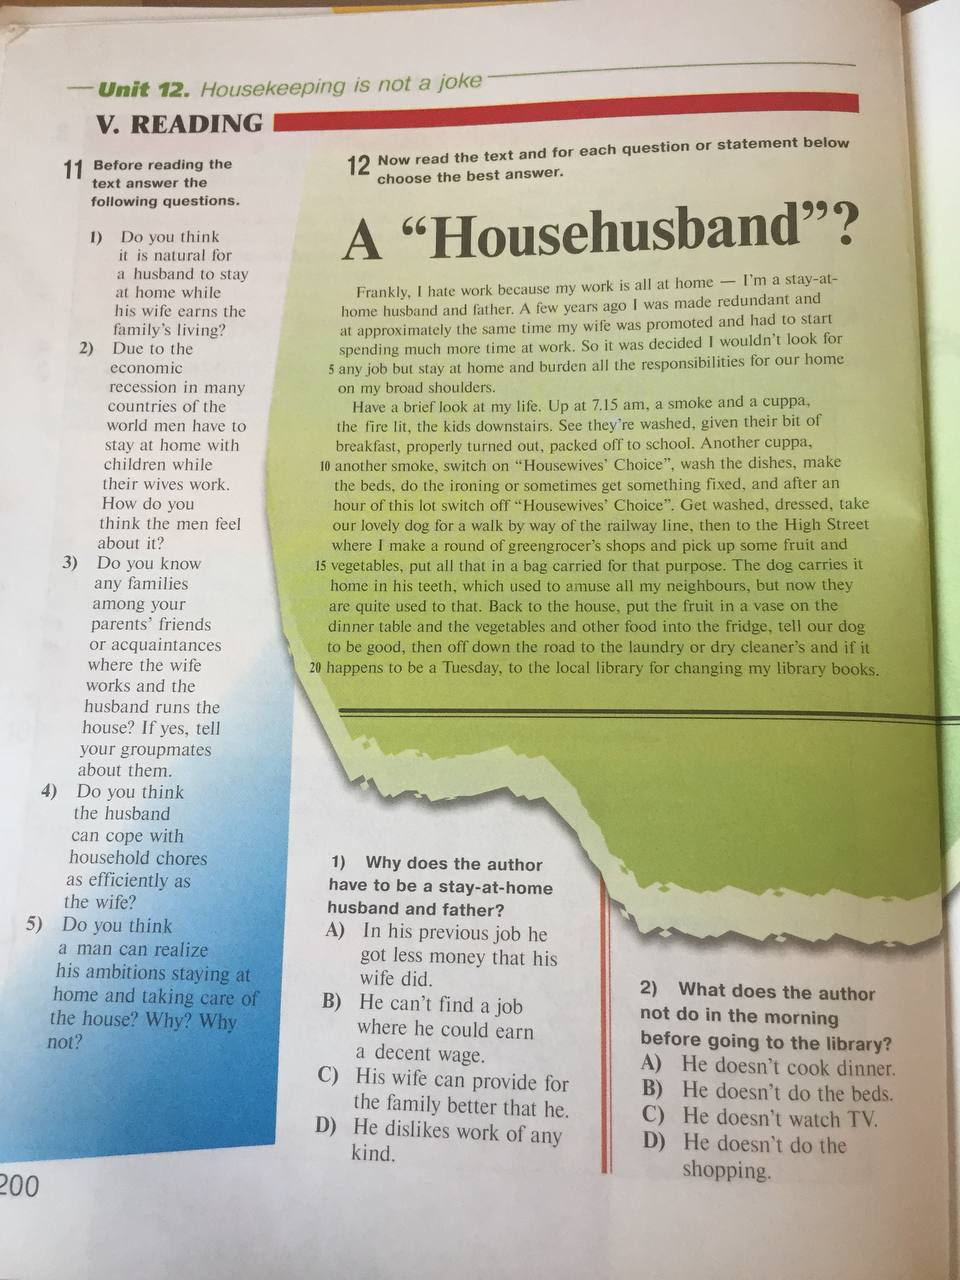 Unit 12. Housekeeping is not a joke
V. READING
11 Before reading the
text answer the
following questions.
1) Do you think
it is natural for
a husband to stay
at home while
his wife earns the
family's living?
2) Due to the
economic
recession in many
countries of the
world men have to
stay at home with
children while
their wives work.
How do you
think the men feel
about it?
3) Do you know
any families
among your
parents' friends
or acquaintances
where the wife
works and the
husband runs the
house? If yes, tell
your groupmates
about them.
4) Do you think
the husband
can cope with
household chores
as efficiently as
the wife?
5) Do you think
a man can realize
his ambitions staying at
home and taking care of
the house? Why? Why
not?
12 Now read the text and for each question or statement below
choose the best answer.
A “Househusband”?
Frankly, I hate work because my work is all at home — I'm a stay-at-
home husband and father. A few years ago I was made redundant and
at approximately the same time my wife was promoted and had to start
spending much more time at work. So it was decided I wouldn't look for
5 any job but stay at home and burden all the responsibilities for our home
on my broad shoulders.
Have a brief look at my life. Up at 7.15 am, a smoke and a cuppa,
the fire lit, the kids downstairs. See they're washed, given their bit of
breakfast, properly turned out, packed off to school. Another cuppa,
10 another smoke, switch on “Housewives' Choice”, wash the dishes, make
the beds, do the ironing or sometimes get something fixed, and after an
hour of this lot switch off “Housewives' Choice”. Get washed, dressed, take
our lovely dog for a walk by way of the railway line, then to the High Street
where I make a round of greengrocer's shops and pick up some fruit and
15 vegetables, put all that in a bag carried for that purpose. The dog carries it
home in his teeth, which used to amuse all my neighbours, but now they
are quite used to that. Back to the house, put the fruit in a vase on the
dinner table and the vegetables and other food into the fridge, tell our dog
to be good, then off down the road to the laundry or dry cleaner's and if it
20 happens to be a Tuesday, to the local library for changing my library books.
1) Why does the author
have to be a stay-at-home
husband and father?
A) In his previous job he
got less money that his
wife did.
B) He can't find a job
where he could earn
a decent wage.
C) His wife can provide for
the family better that he.
D) He dislikes work of any
kind.
2) What does the author
not do in the morning
before going to the library?
A) He doesn't cook dinner.
B) He doesn't do the beds.
C) He doesn't watch TV.
D) He doesn't do the
shopping.
200